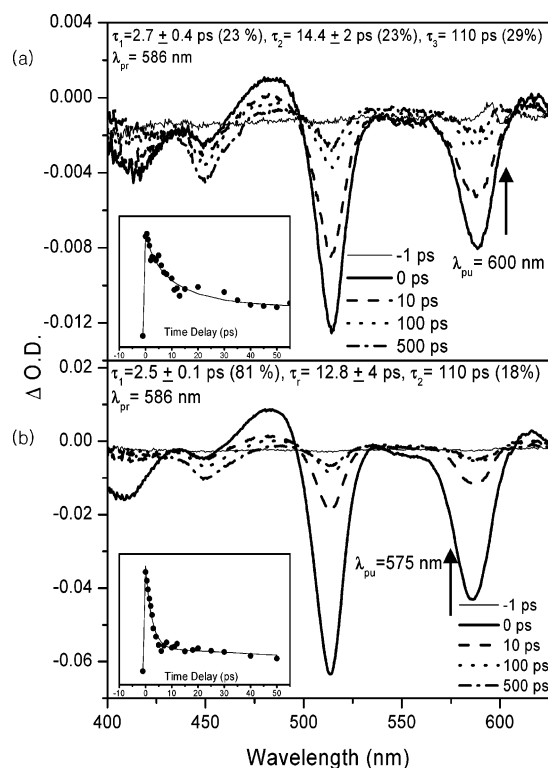 τ1=2.7 ± 0.4 ps (23 %), τ2= 14.4 ± 2 ps (23%), τ3= 110 ps (29%)
(a)
λpr= 586 nm
0.004
0.000
-0.004
-0.008
-0.012
λpu= 600 nm
-1 ps
0 ps
10 ps
100 ps
500 ps
-10 0 10 20 30 40 50
Time Delay (ps)
Δ O.D.
τ1=2.5 ± 0.1 ps (81 %), τr= 12.8 ± 4 ps, τ2= 110 ps (18%)
(b)
λpr= 586 nm
0.02
0.00
-0.02
-0.04
-0.06
λpu=575 nm
-1 ps
0 ps
10 ps
100 ps
500 ps
Time Delay (ps)
-10 0 10 20 30 40 50
400 450 500 550 600
Wavelength (nm)